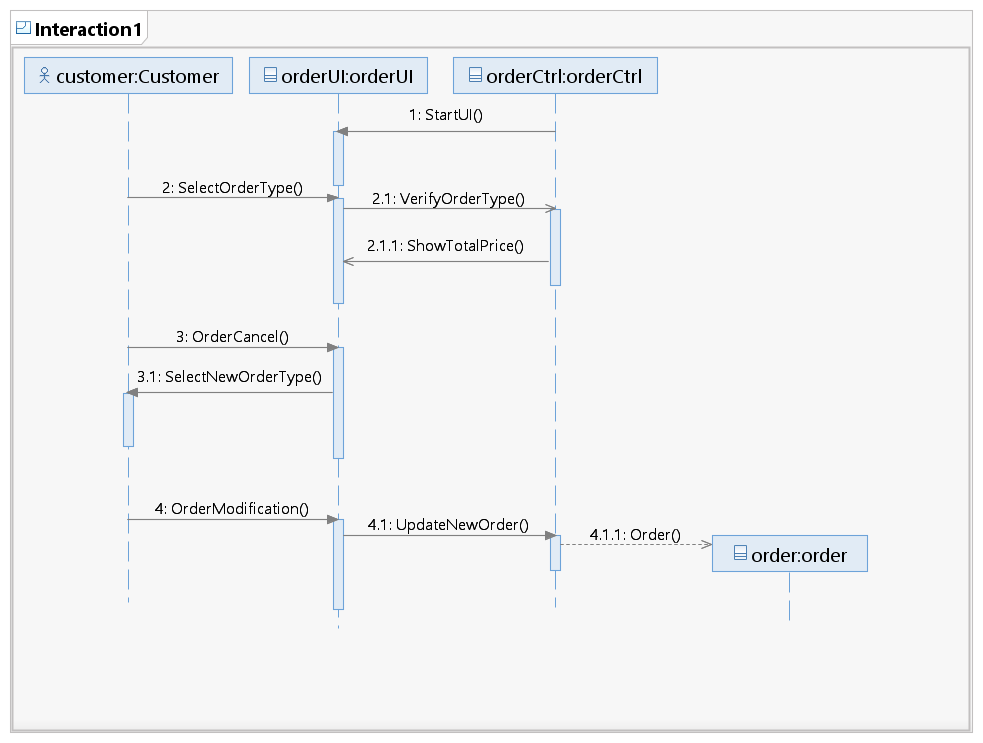 Interaction1
customer:Customer
orderUI:orderUI
orderCtrl:orderCtrl
1: StartUI()
2: SelectOrderType()
2.1: VerifyOrderType()
2.1.1: ShowTotalPrice()
3: OrderCancel()
3.1: SelectNewOrderType()
4: OrderModification()
4.1: UpdateNewOrder()
4.1.1: Order()
order:order